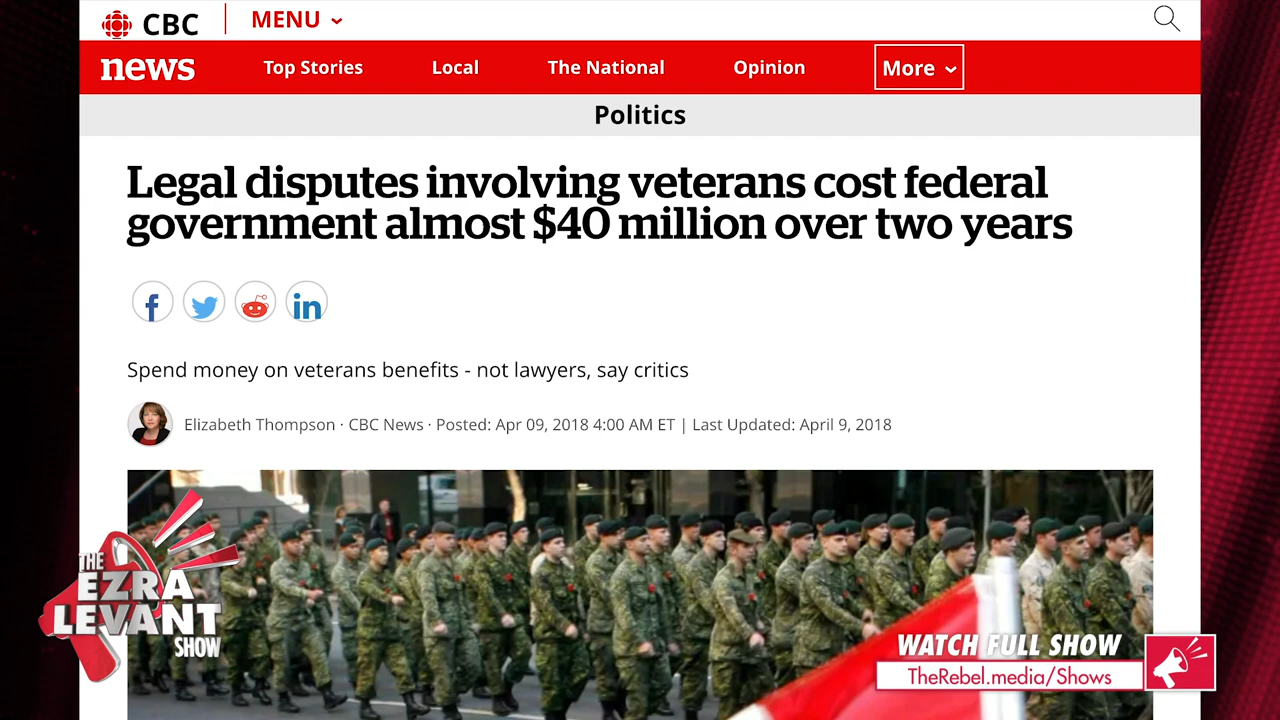 CBC
MENU
news
Top Stories
Local
The National
Opinion
More
Politics
Legal disputes involving veterans cost federal
government almost $40 million over two years
Spend money on veterans benefits - not lawyers, say critics
Elizabeth Thompson · CBC News · Posted: Apr 09, 2018 4:00 AM ET | Last Updated: April 9, 2018
THE
EZRA
LEVANT
SHOW
WATCH FULL SHOW
TheRebel.media/Shows